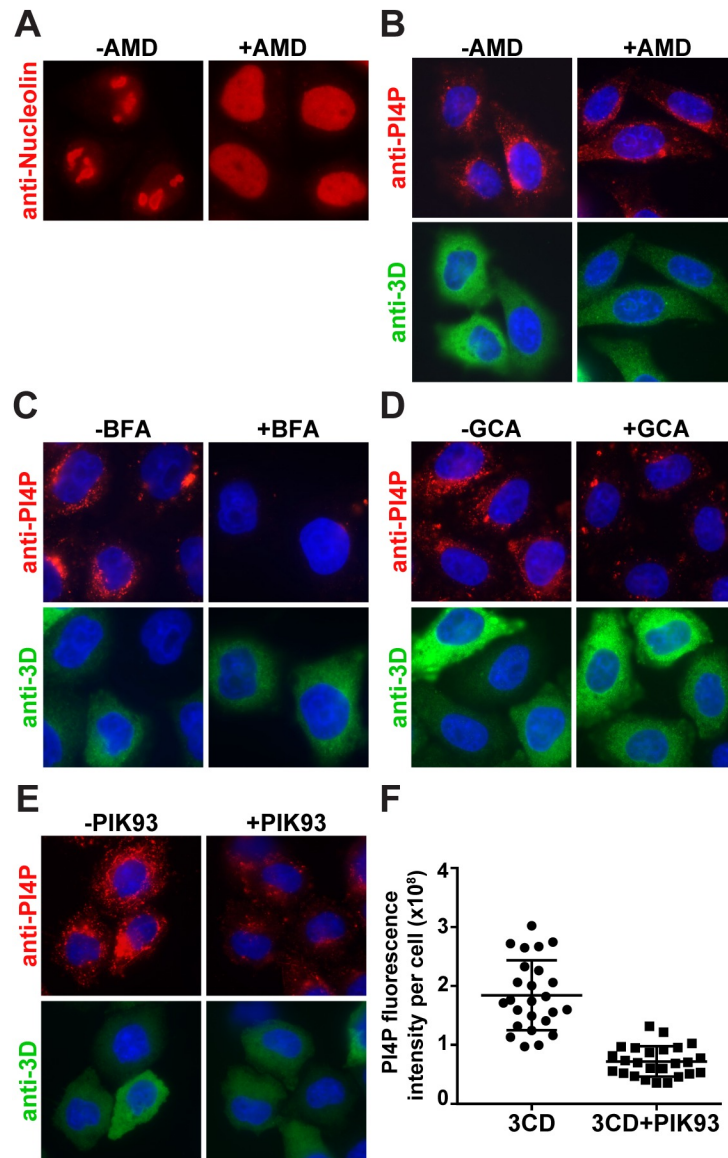 A
-AMD +AMD
anti-Nucleolin
B
-AMD +AMD
anti-PI4P
anti-3D
C
-BFA +BFA
anti-PI4P
anti-3D
D
-GCA +GCA
anti-PI4P
anti-3D
E
-PIK93 +PIK93
anti-PI4P
anti-3D
F
PI4P fluorescence
intensity per cell (x10⁸)
4
3
2
1
0
3CD 3CD+PIK93